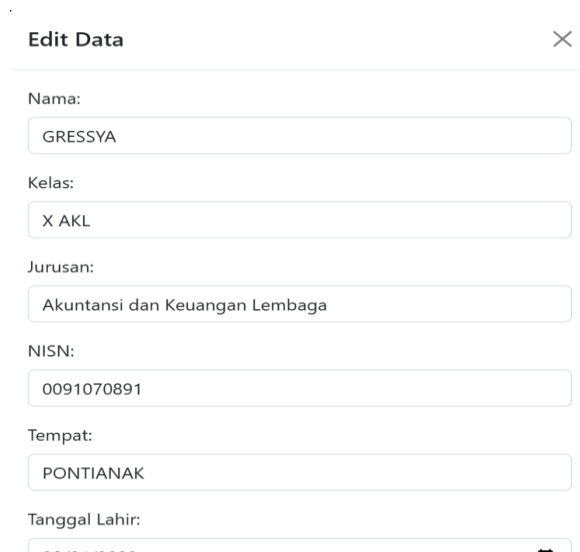 Edit Data
Nama:
GRESSYA
Kelas:
X AKL
Jurusan:
Akuntansi dan Keuangan Lembaga
NISN:
0091070891
Tempat:
PONTIANAK
Tanggal Lahir: